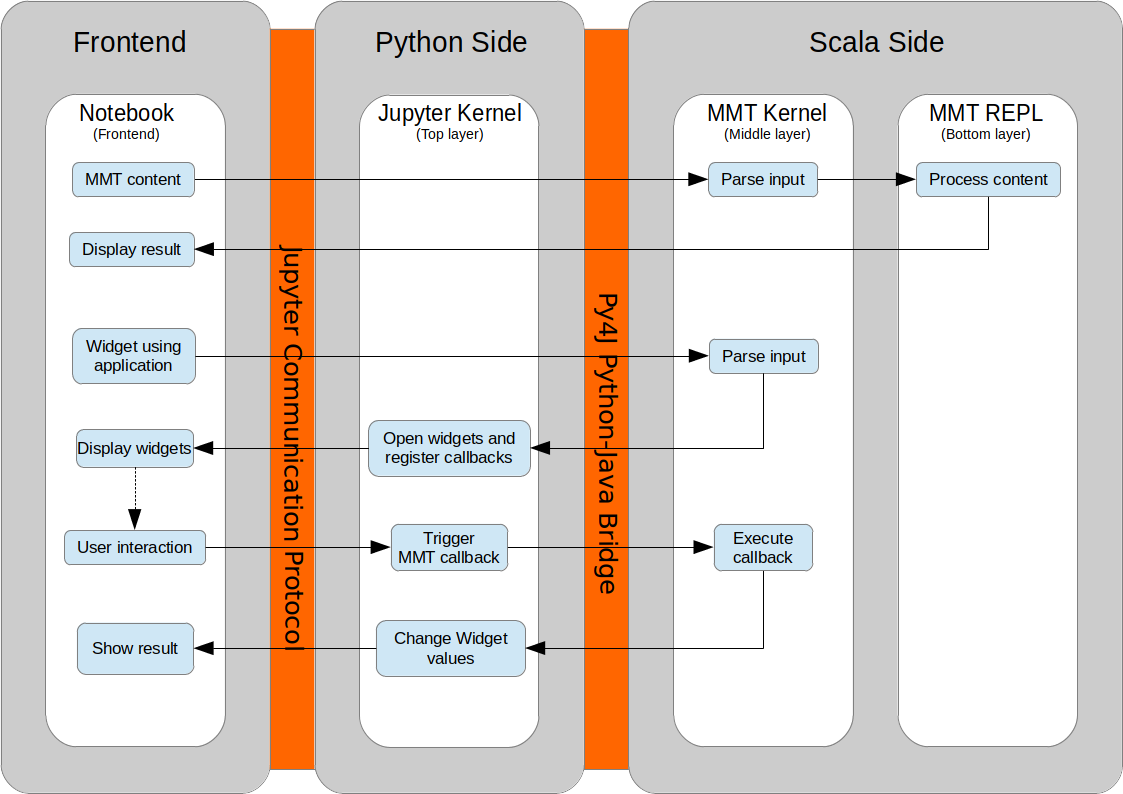 Frontend
Python Side
Scala Side
Notebook
(Frontend)
Jupyter Kernel
(Top layer)
MMT Kernel
(Middle layer)
MMT REPL
(Bottom layer)
MMT content
Parse input
Process content
Display result
Jupyter Communication Protocol
Py4J Python-Java Bridge
Widget using
application
Parse input
Display widgets
Open widgets and
register callbacks
User interaction
Trigger
MMT callback
Execute
callback
Show result
Change Widget
values